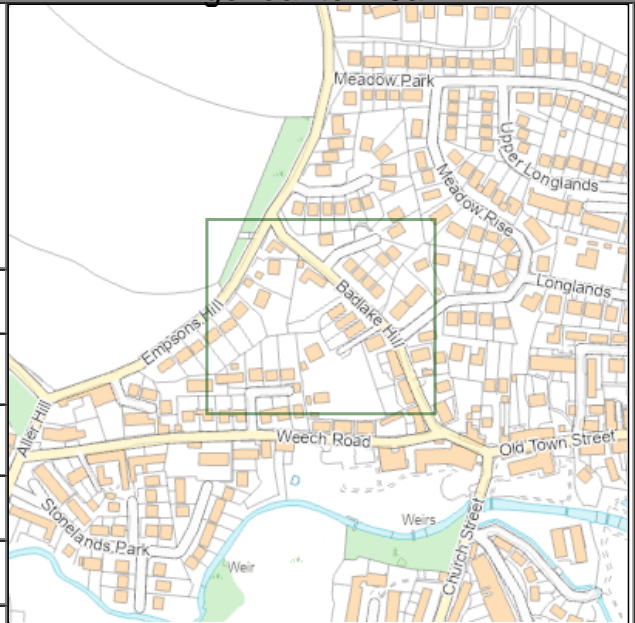 Meadow Park
Upper Longlands
Meadow Rise
Longlands
Badlake Hill
Empsons Hill
Aller Hill
Weech Road
Old Town Street
Stonelands Park
Weirs
Church Street
Weir
D